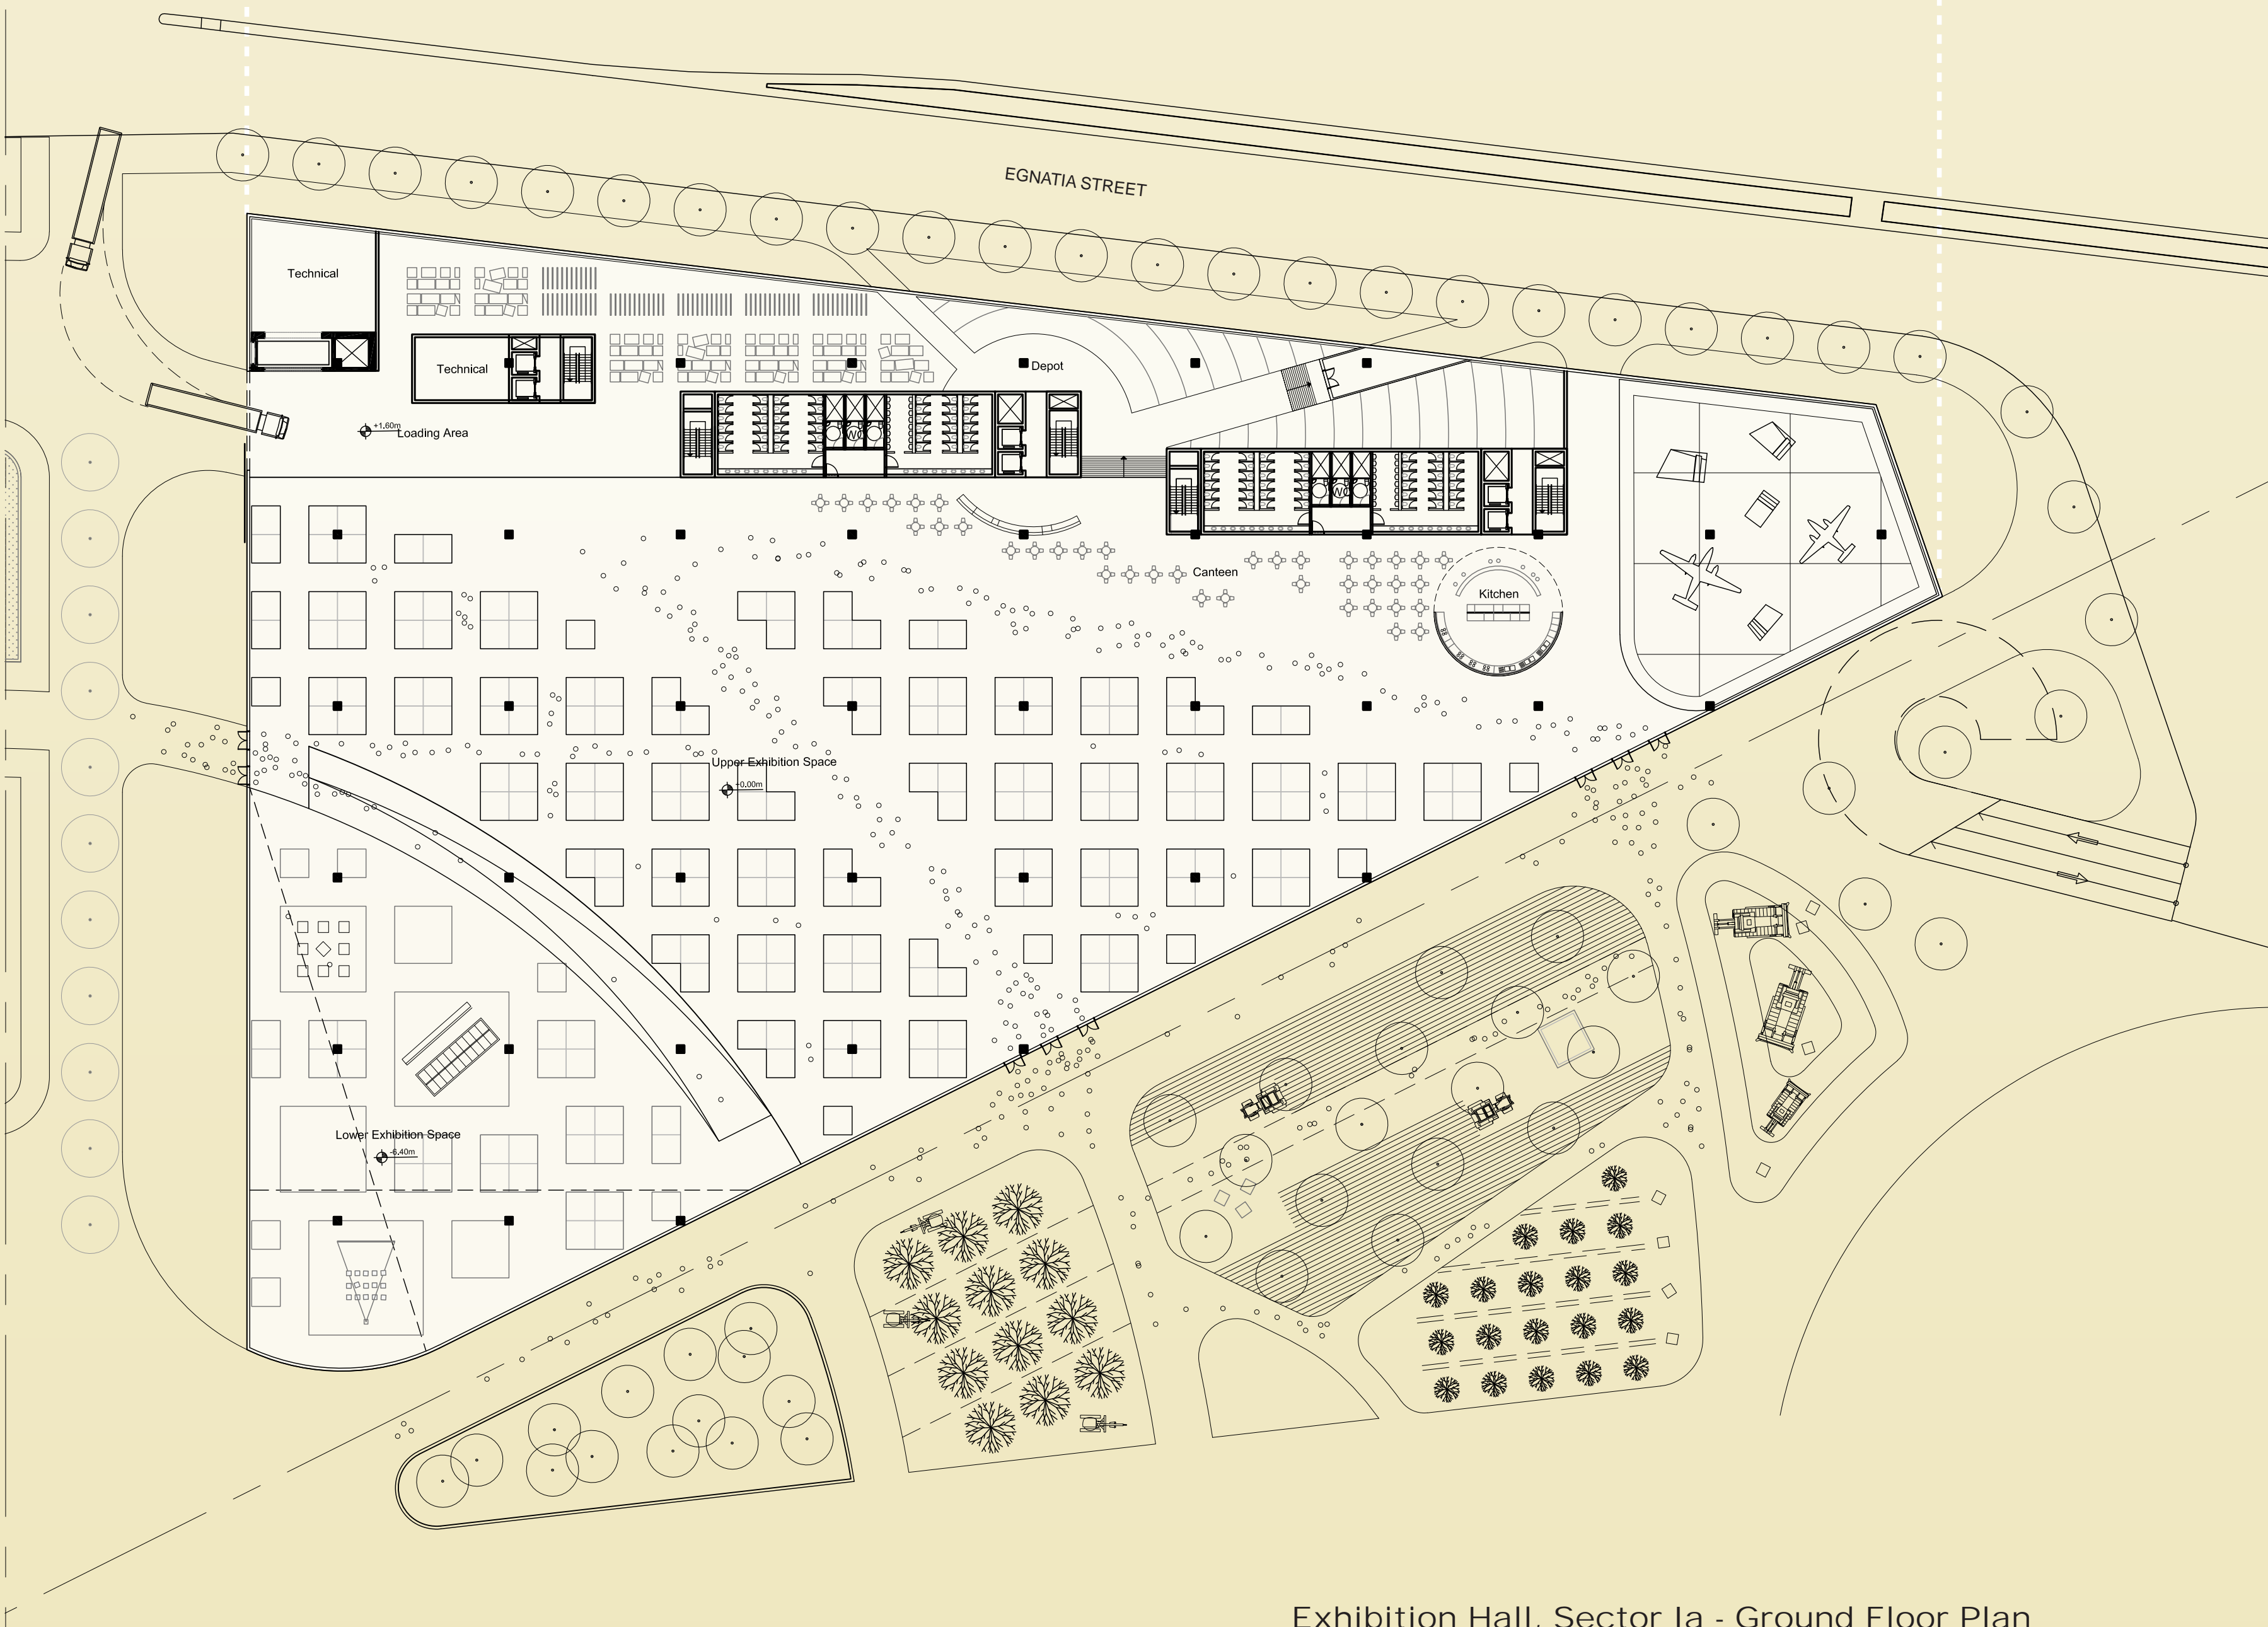 EGNATIA STREET
Technical
Technical
Depot
+1,60m
Loading Area
WC
WC
Canteen
Kitchen
Upper Exhibition Space
+0,00m
Lower Exhibition Space
-6,40m
Exhibition Hall, Sector Ia - Ground Floor Plan